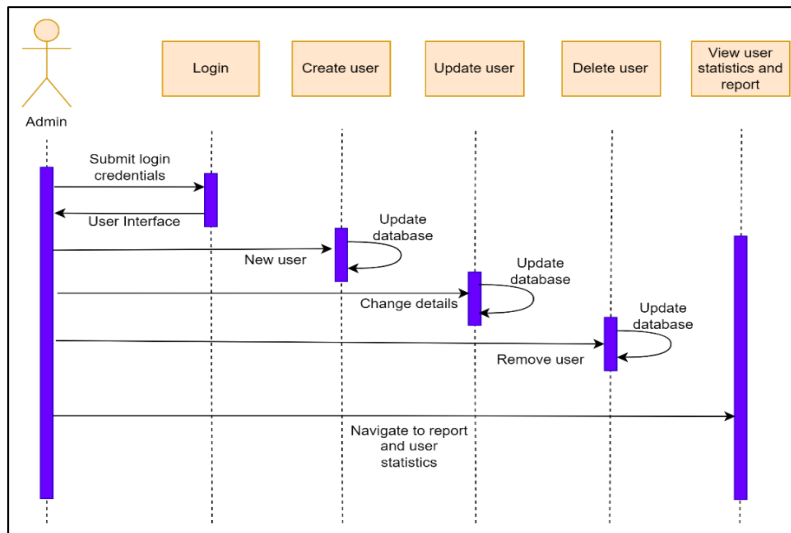 Admin
Login
Create user
Update user
Delete user
View user
statistics and
report
Submit login
credentials
User Interface
New user
Update
database
Change details
Update
database
Remove user
Update
database
Navigate to report
and user
statistics